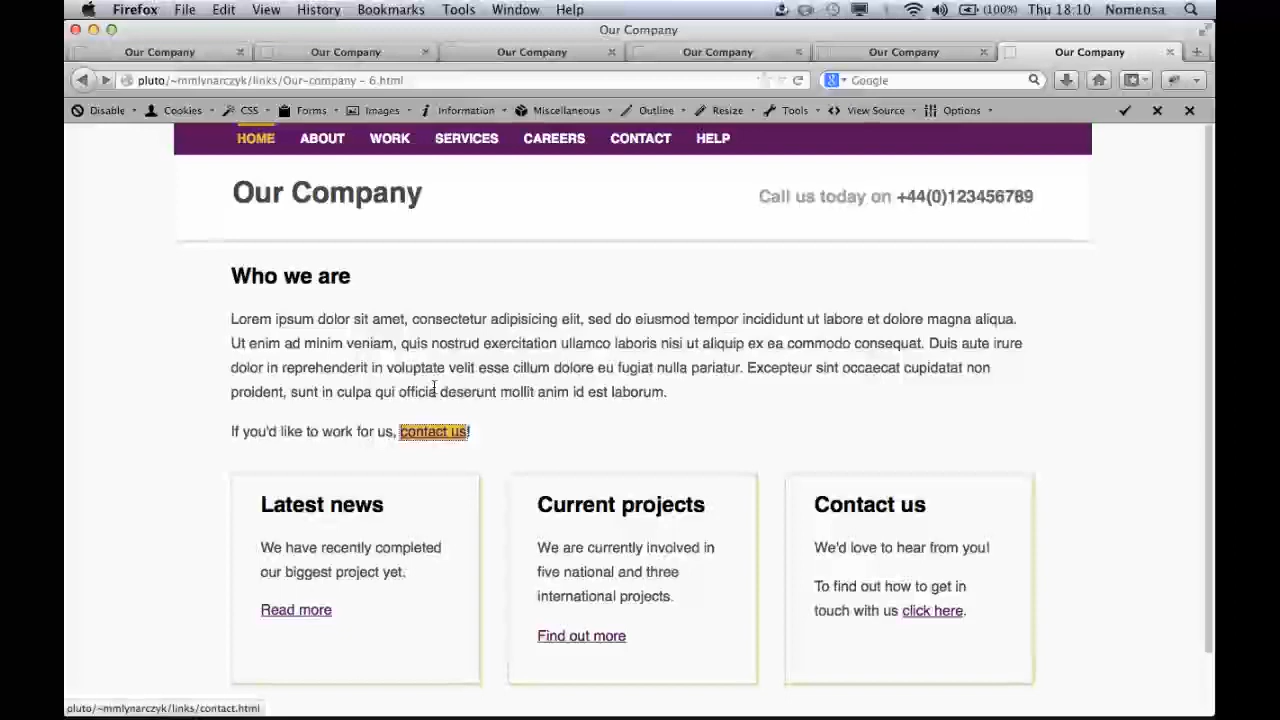 Firefox File Edit View History Bookmarks Tools Window Help (100%) Thu 18:10 Nomensa
Our Company
Our Company Our Company Our Company Our Company Our Company Our Company
pluto/~mmlynarczyk/links/Our-company - 6.html Google
Disable Cookies CSS Forms Images Information Miscellaneous Outline Resize Tools View Source Options
HOME ABOUT WORK SERVICES CAREERS CONTACT HELP
Our Company
Call us today on +44(0)123456789
Who we are
Lorem ipsum dolor sit amet, consectetur adipisicing elit, sed do eiusmod tempor incididunt ut labore et dolore magna aliqua.
Ut enim ad minim veniam, quis nostrud exercitation ullamco laboris nisi ut aliquip ex ea commodo consequat. Duis aute irure
dolor in reprehenderit in voluptate velit esse cillum dolore eu fugiat nulla pariatur. Excepteur sint occaecat cupidatat non
proident, sunt in culpa qui officia deserunt mollit anim id est laborum.
If you'd like to work for us, contact us!
Latest news
We have recently completed
our biggest project yet.
Read more
Current projects
We are currently involved in
five national and three
international projects.
Find out more
Contact us
We'd love to hear from you!
To find out how to get in
touch with us click here.
pluto/~mmlynarczyk/links/contact.html